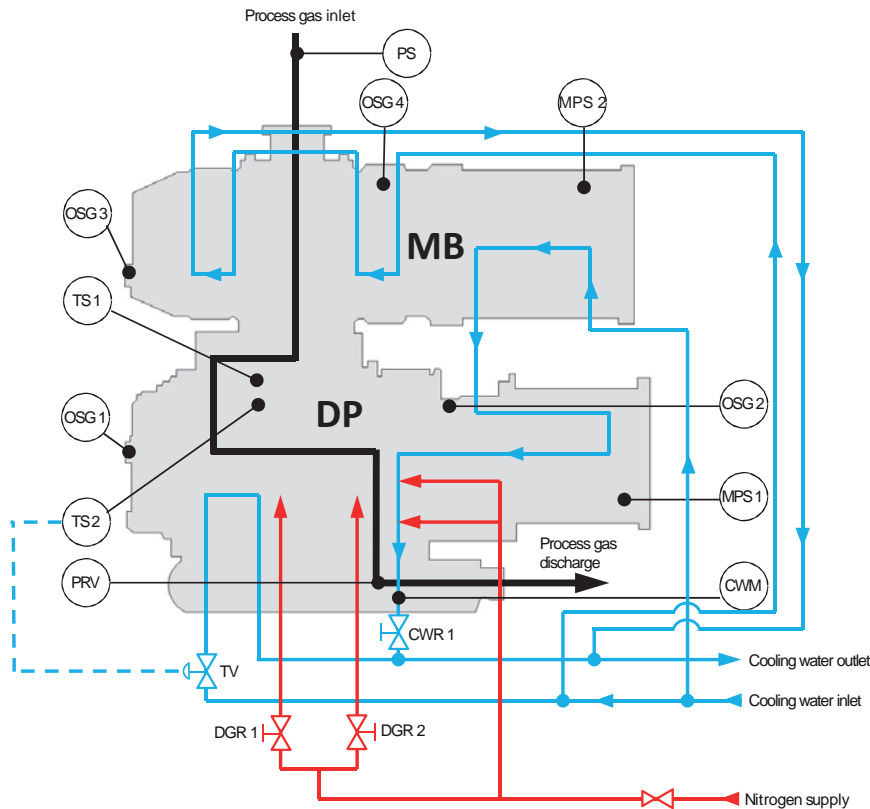 Process gas inlet
PS
OSG 4
MPS 2
OSG 3
MB
TS 1
DP
OSG 1
OSG 2
TS 2
MPS 1
Process gas
discharge
PRV
CWM
CWR 1
TV
Cooling water outlet
Cooling water inlet
DGR 1
DGR 2
Nitrogen supply